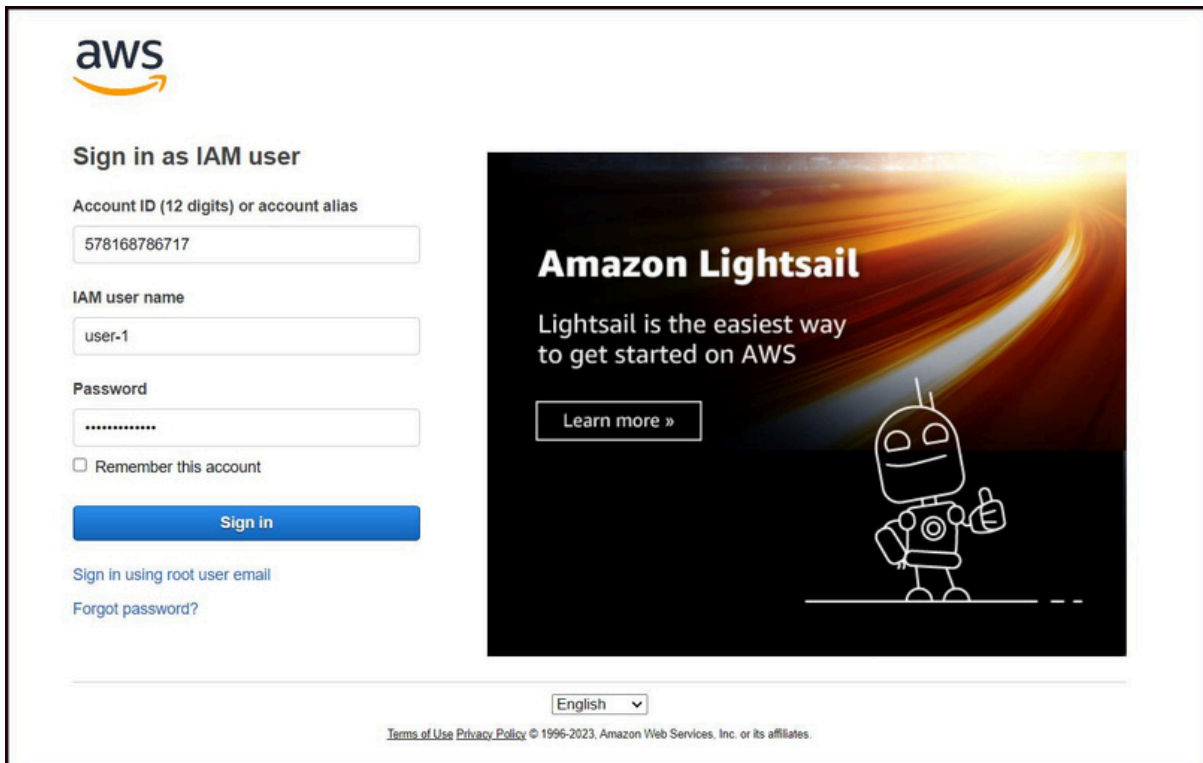 aws
Sign in as IAM user
Account ID (12 digits) or account alias
578168786717
IAM user name
user-1
Password
•••••••••••••
Remember this account
Sign in
Sign in using root user email
Forgot password?
Amazon Lightsail
Lightsail is the easiest way
to get started on AWS
Learn more »
English
Terms of Use Privacy Policy © 1996-2023, Amazon Web Services, Inc. or its affiliates.